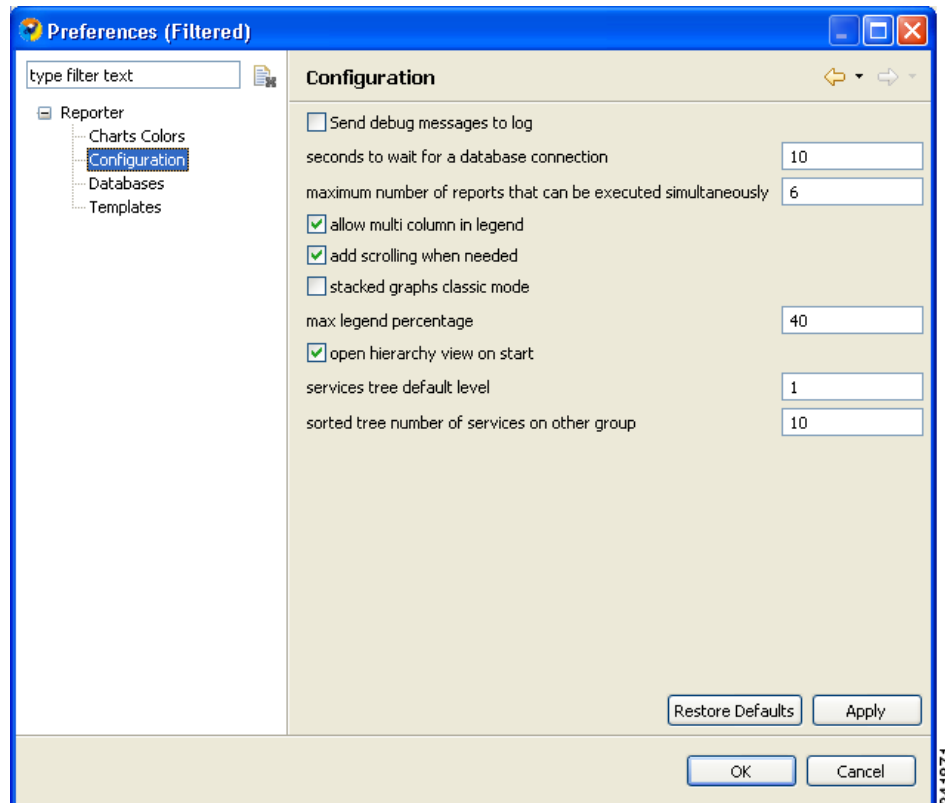 Preferences (Filtered)
type filter text
Configuration
Reporter
Charts Colors
Configuration
Databases
Templates
Send debug messages to log
seconds to wait for a database connection 10
maximum number of reports that can be executed simultaneously 6
allow multi column in legend
add scrolling when needed
stacked graphs classic mode
max legend percentage 40
open hierarchy view on start
services tree default level 1
sorted tree number of services on other group 10
Restore Defaults Apply
OK Cancel